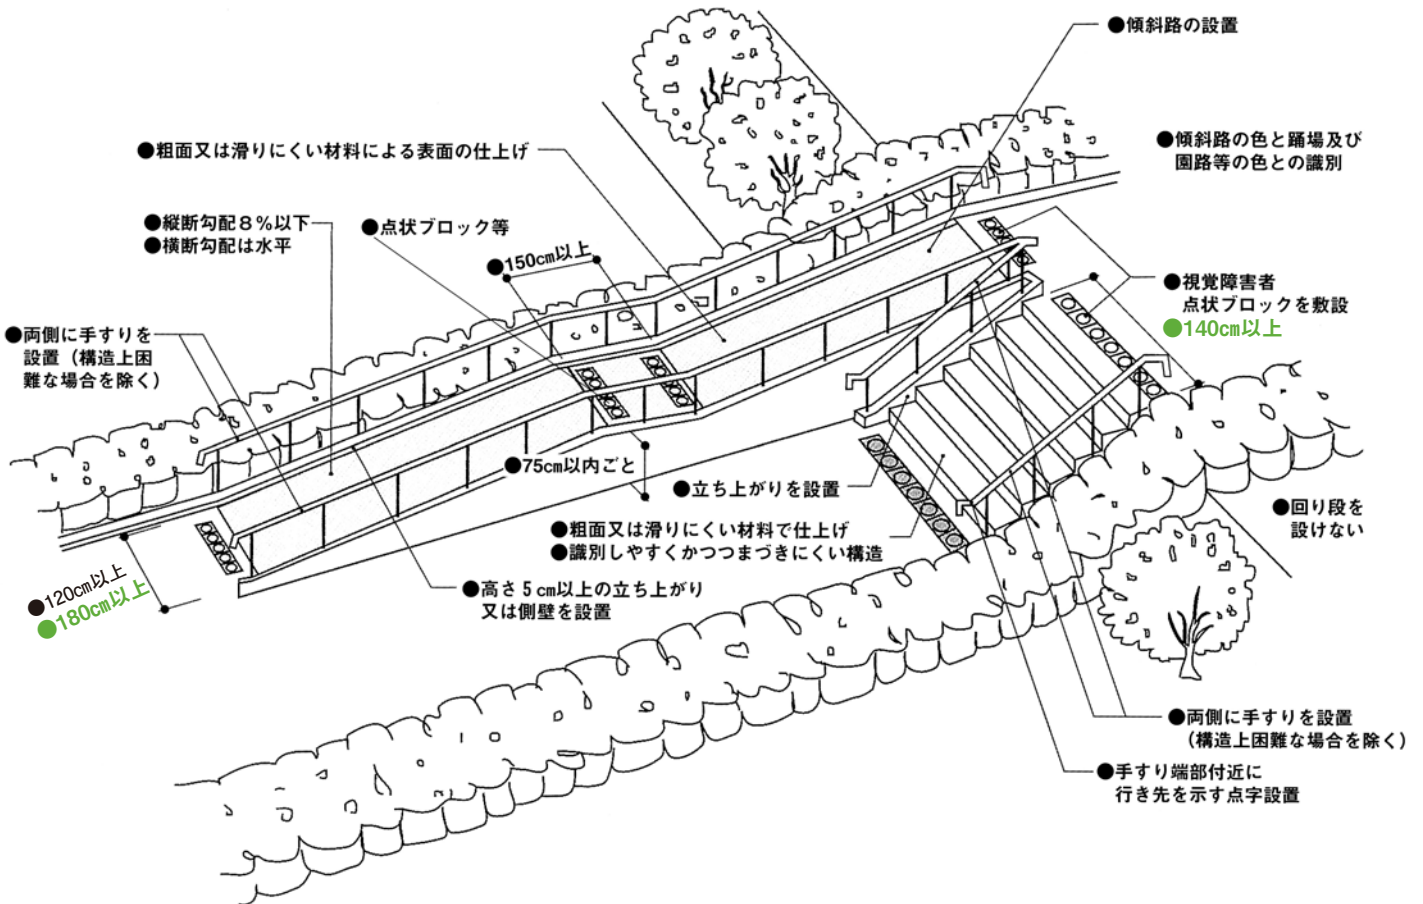 ●傾斜路の設置
●粗面又は滑りにくい材料による表面の仕上げ
●傾斜路の色と踊場及び
園路等の色との識別
●縦断勾配8%以下
●横断勾配は水平
●点状ブロック等
●150cm以上
●視覚障害者
点状ブロックを敷設
●140cm以上
●両側に手すりを
設置（構造上困
難な場合を除く）
●75cm以内ごと
●立ち上がりを設置
●回り段を
設けない
●粗面又は滑りにくい材料で仕上げ
●識別しやすくかつつまづきにくい構造
●高さ5cm以上の立ち上がり
又は側壁を設置
●120cm以上
●180cm以上
●両側に手すりを設置
（構造上困難な場合を除く）
●手すり端部付近に
行き先を示す点字設置